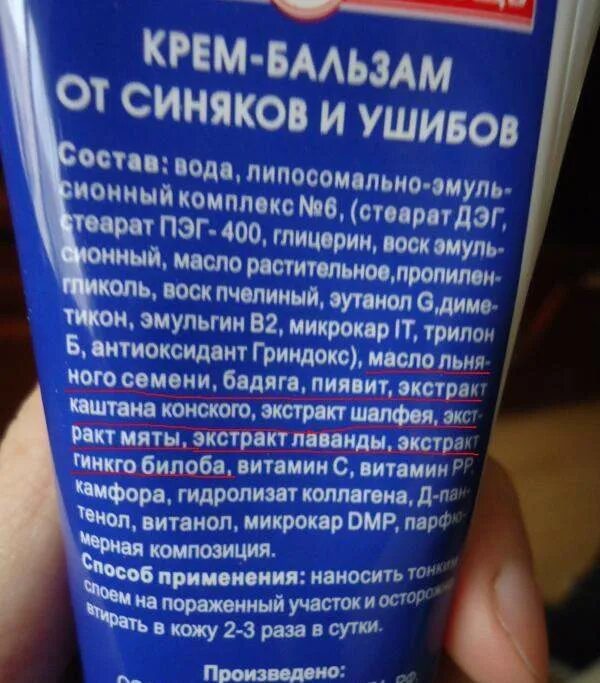 КРЕМ-БАЛЬЗАМ
ОТ СИНЯКОВ И УШИБОВ
Состав: вода, липосомально-эмуль-
сионный комплекс №6, (стеарат ДЭГ,
стеарат ПЭГ- 400, глицерин, воск эмуль-
сионный, масло растительное,пропилен-
гликоль, воск пчелиный, эутанол G,диме-
тикон, эмульгин В2, микрокар IT, трилон
Б, антиоксидант Гриндокс), масло льня-
ного семени, бадяга, пиявит, экстракт
каштана конского, экстракт шалфея, экст-
ракт мяты, экстракт лаванды, экстракт
гинкго билоба, витамин С, витамин РР,
камфора, гидролизат коллагена, Д-пан-
тенол, витанол, микрокар DMP, парфю-
мерная композиция.
Способ применения: наносить тонким
слоем на пораженный участок и осторожно
втирать в кожу 2-3 раза в сутки.
Произведено: